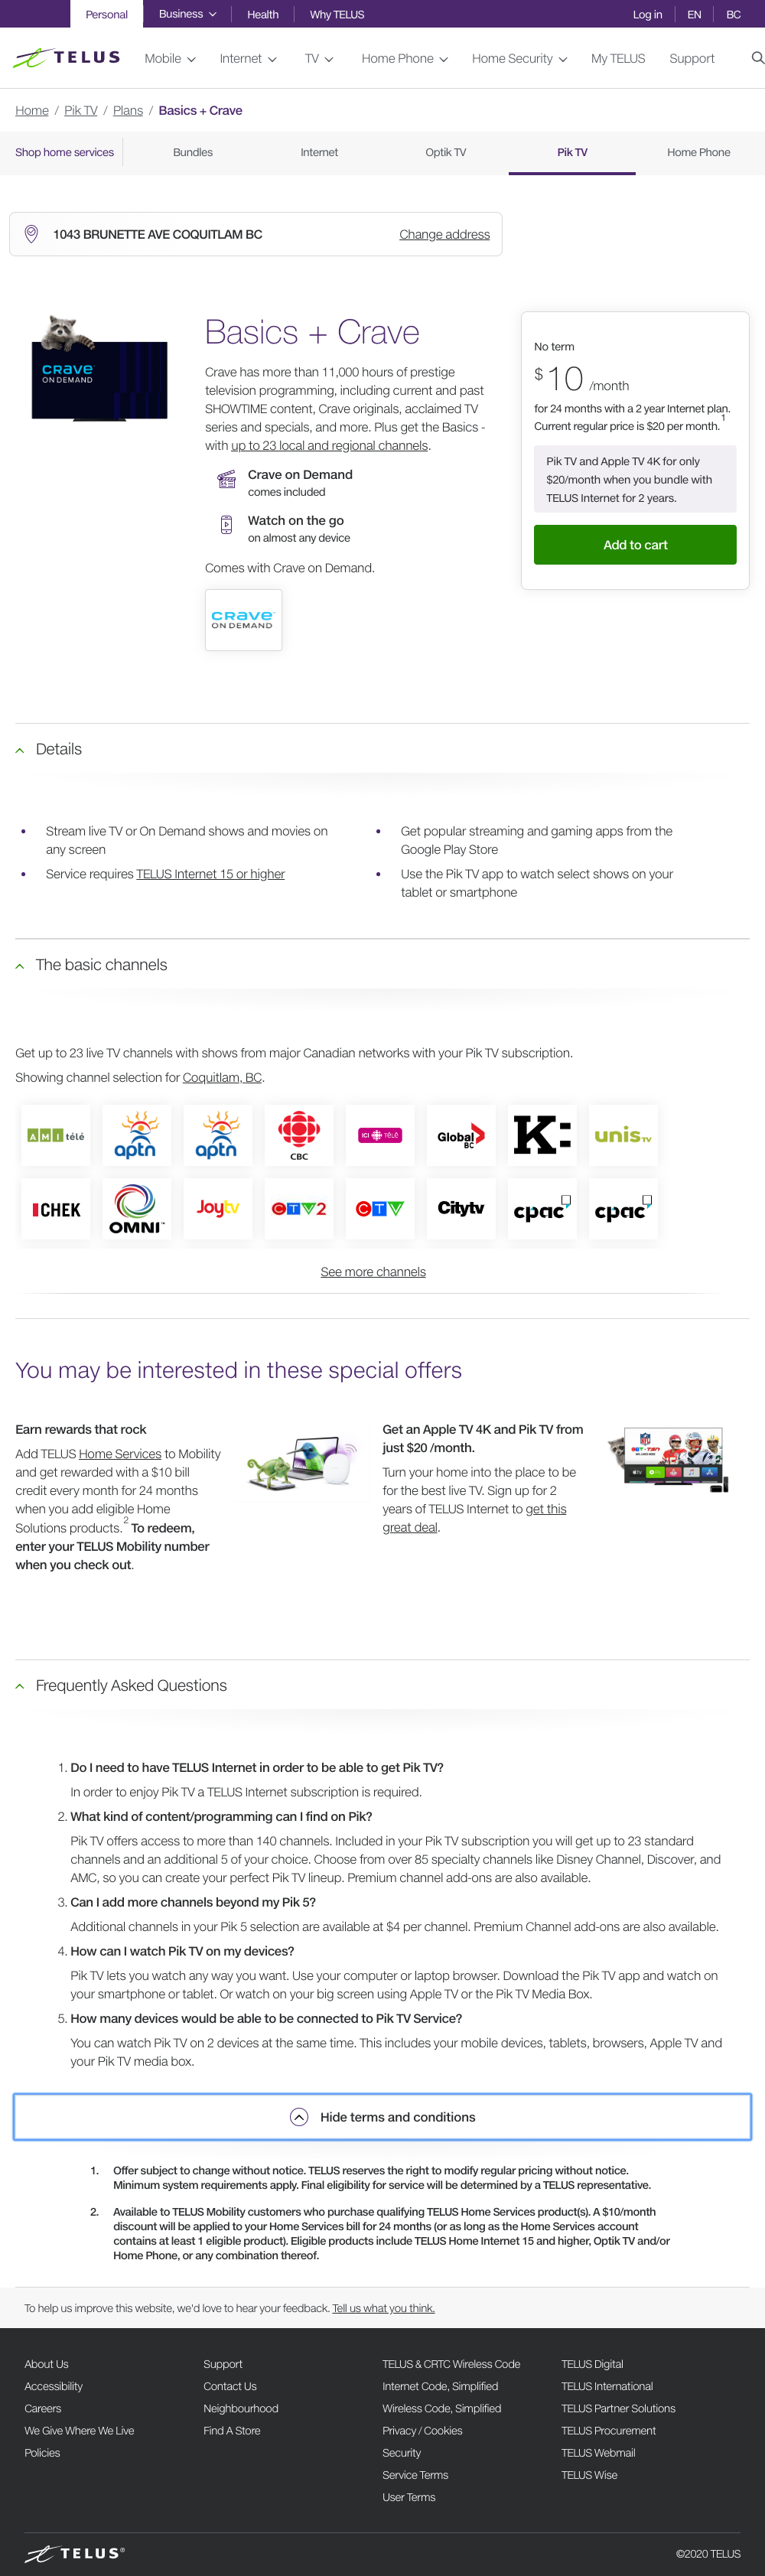 Personal Business Health Why TELUS Log in EN BC
TELUS Mobile Internet TV Home Phone Home Security My TELUS Support
Home / Pik TV / Plans / Basics + Crave
Shop home services Bundles Internet Optik TV Pik TV Home Phone
1043 BRUNETTE AVE COQUITLAM BC Change address
CRAVE
ON DEMAND
Basics + Crave
Crave has more than 11,000 hours of prestige
television programming, including current and past
SHOWTIME content, Crave originals, acclaimed TV
series and specials, and more. Plus get the Basics -
with up to 23 local and regional channels.
Crave on Demand
comes included
Watch on the go
on almost any device
Comes with Crave on Demand.
CRAVE
ON DEMAND
No term
$10 /month
for 24 months with a 2 year Internet plan.
Current regular price is $20 per month. 1
Pik TV and Apple TV 4K for only
$20/month when you bundle with
TELUS Internet for 2 years.
Add to cart
Details
Stream live TV or On Demand shows and movies on
any screen
Service requires TELUS Internet 15 or higher
Get popular streaming and gaming apps from the
Google Play Store
Use the Pik TV app to watch select shows on your
tablet or smartphone
The basic channels
Get up to 23 live TV channels with shows from major Canadian networks with your Pik TV subscription.
Showing channel selection for Coquitlam, BC.
AMI télé aptn aptn CBC ICI TÉLÉ Global BC K: unis TV
CHEK OMNI Joytv CTV2 CTV Citytv cpac cpac
See more channels
You may be interested in these special offers
Earn rewards that rock
Add TELUS Home Services to Mobility
and get rewarded with a $10 bill
credit every month for 24 months
when you add eligible Home
Solutions products. 2 To redeem,
enter your TELUS Mobility number
when you check out.
Get an Apple TV 4K and Pik TV from
just $20 /month.
Turn your home into the place to be
for the best live TV. Sign up for 2
years of TELUS Internet to get this
great deal.
Frequently Asked Questions
1. Do I need to have TELUS Internet in order to be able to get Pik TV?
In order to enjoy Pik TV a TELUS Internet subscription is required.
2. What kind of content/programming can I find on Pik?
Pik TV offers access to more than 140 channels. Included in your Pik TV subscription you will get up to 23 standard
channels and an additional 5 of your choice. Choose from over 85 specialty channels like Disney Channel, Discover, and
AMC, so you can create your perfect Pik TV lineup. Premium channel add-ons are also available.
3. Can I add more channels beyond my Pik 5?
Additional channels in your Pik 5 selection are available at $4 per channel. Premium Channel add-ons are also available.
4. How can I watch Pik TV on my devices?
Pik TV lets you watch any way you want. Use your computer or laptop browser. Download the Pik TV app and watch on
your smartphone or tablet. Or watch on your big screen using Apple TV or the Pik TV Media Box.
5. How many devices would be able to be connected to Pik TV Service?
You can watch Pik TV on 2 devices at the same time. This includes your mobile devices, tablets, browsers, Apple TV and
your Pik TV media box.
Hide terms and conditions
1. Offer subject to change without notice. TELUS reserves the right to modify regular pricing without notice.
Minimum system requirements apply. Final eligibility for service will be determined by a TELUS representative.
2. Available to TELUS Mobility customers who purchase qualifying TELUS Home Services product(s). A $10/month
discount will be applied to your Home Services bill for 24 months (or as long as the Home Services account
contains at least 1 eligible product). Eligible products include TELUS Home Internet 15 and higher, Optik TV and/or
Home Phone, or any combination thereof.
To help us improve this website, we'd love to hear your feedback. Tell us what you think.
About Us
Accessibility
Careers
We Give Where We Live
Policies
Support
Contact Us
Neighbourhood
Find A Store
TELUS & CRTC Wireless Code
Internet Code, Simplified
Wireless Code, Simplified
Privacy / Cookies
Security
Service Terms
User Terms
TELUS Digital
TELUS International
TELUS Partner Solutions
TELUS Procurement
TELUS Webmail
TELUS Wise
TELUS® ©2020 TELUS